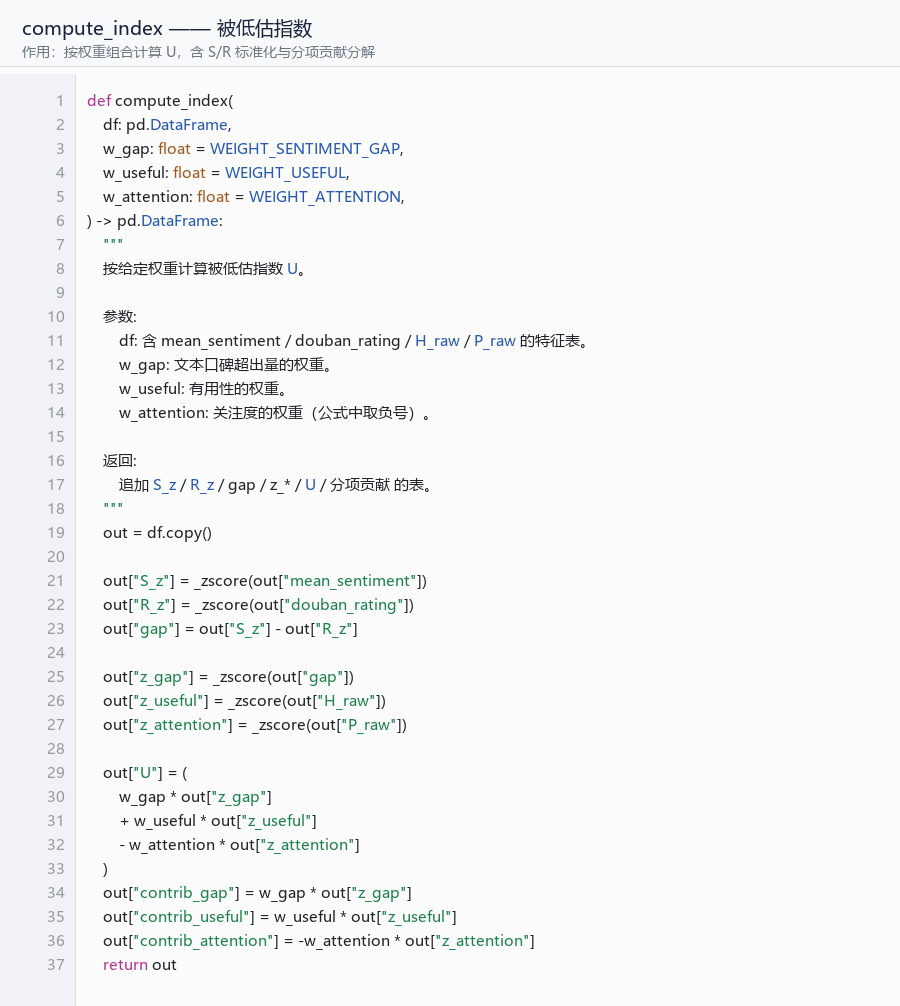 compute_index —— 被低估指数
作用：按权重组合计算 U，含 S/R 标准化与分项贡献分解
1 def compute_index(
2     df: pd.DataFrame,
3     w_gap: float = WEIGHT_SENTIMENT_GAP,
4     w_useful: float = WEIGHT_USEFUL,
5     w_attention: float = WEIGHT_ATTENTION,
6 ) -> pd.DataFrame:
7     """
8     按给定权重计算被低估指数 U。
9
10     参数:
11         df: 含 mean_sentiment / douban_rating / H_raw / P_raw 的特征表。
12         w_gap: 文本口碑超出量的权重。
13         w_useful: 有用性的权重。
14         w_attention: 关注度的权重（公式中取负号）。
15
16     返回:
17         追加 S_z / R_z / gap / z_* / U / 分项贡献 的表。
18     """
19     out = df.copy()
20
21     out["S_z"] = _zscore(out["mean_sentiment"])
22     out["R_z"] = _zscore(out["douban_rating"])
23     out["gap"] = out["S_z"] - out["R_z"]
24
25     out["z_gap"] = _zscore(out["gap"])
26     out["z_useful"] = _zscore(out["H_raw"])
27     out["z_attention"] = _zscore(out["P_raw"])
28
29     out["U"] = (
30         w_gap * out["z_gap"]
31         + w_useful * out["z_useful"]
32         - w_attention * out["z_attention"]
33     )
34     out["contrib_gap"] = w_gap * out["z_gap"]
35     out["contrib_useful"] = w_useful * out["z_useful"]
36     out["contrib_attention"] = -w_attention * out["z_attention"]
37     return out